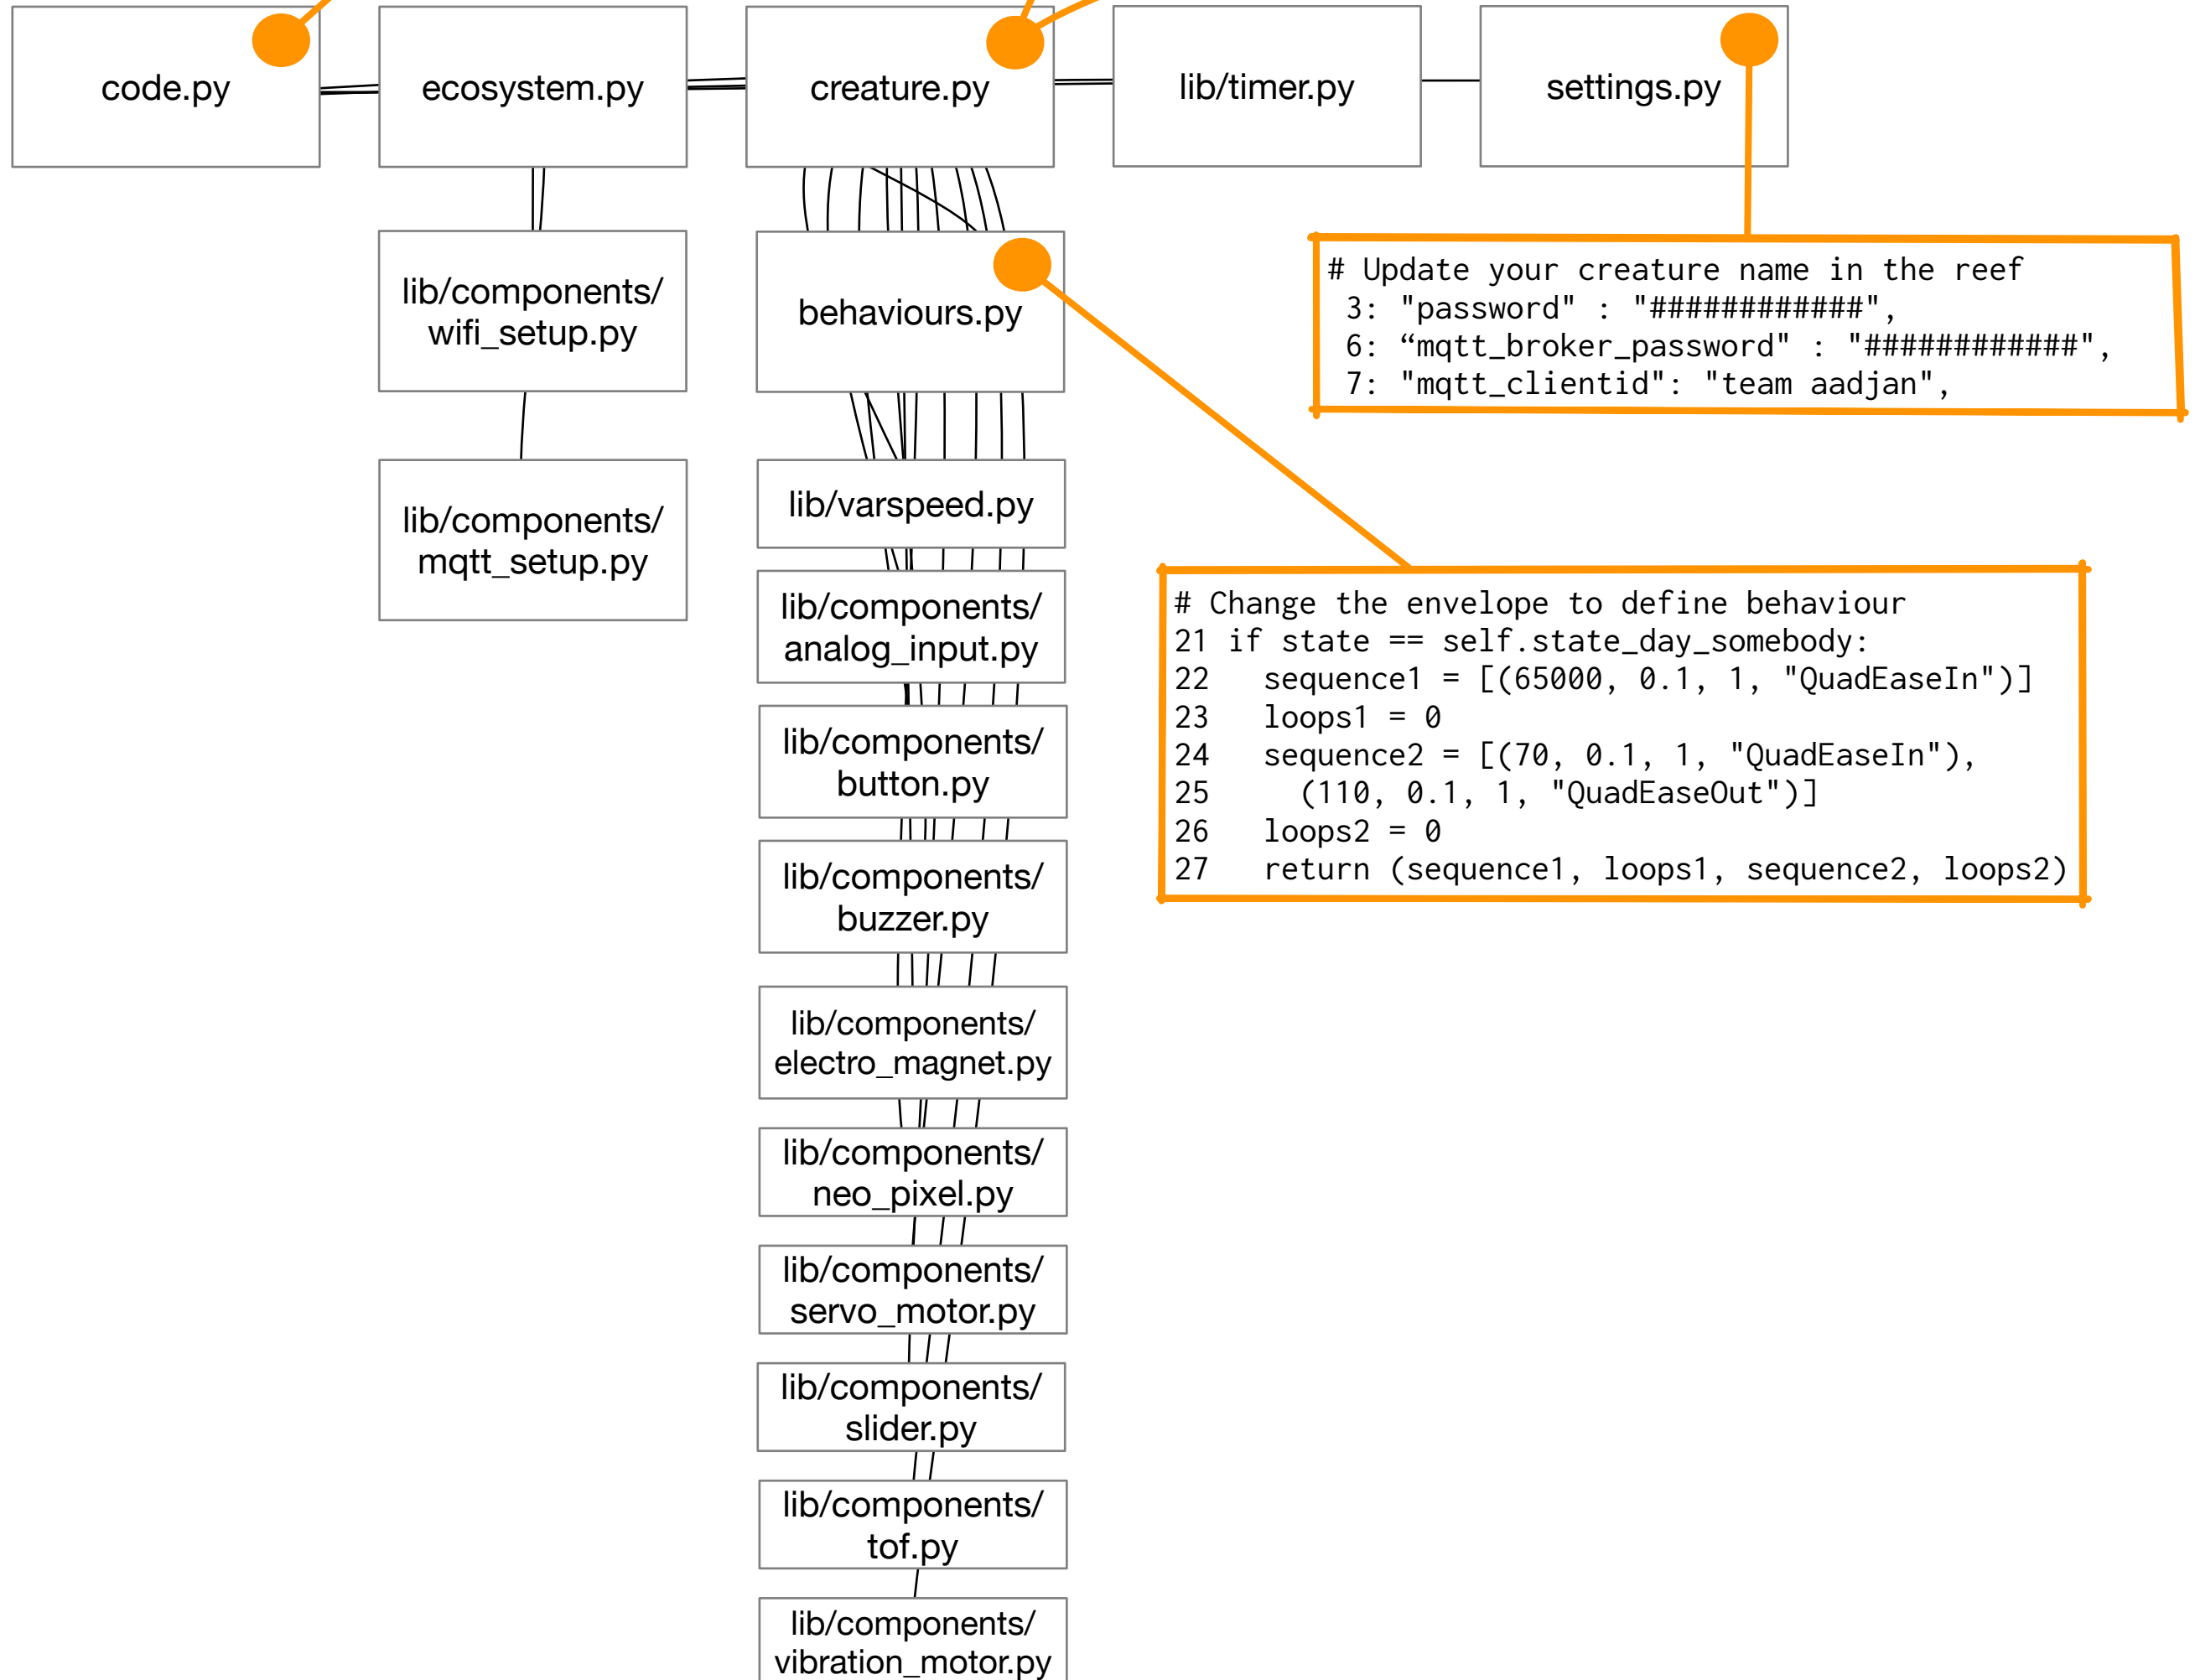 code.py
ecosystem.py
creature.py
lib/timer.py
settings.py
lib/components/
wifi_setup.py
behaviours.py
# Update your creature name in the reef
3: "password" : "############",
6: “mqtt_broker_password" : "############",
7: "mqtt_clientid": "team aadjan",
lib/components/
mqtt_setup.py
lib/varspeed.py
lib/components/
analog_input.py
# Change the envelope to define behaviour
21 if state == self.state_day_somebody:
22   sequence1 = [(65000, 0.1, 1, "QuadEaseIn")]
23   loops1 = 0
24   sequence2 = [(70, 0.1, 1, "QuadEaseIn"),
25     (110, 0.1, 1, "QuadEaseOut")]
26   loops2 = 0
27   return (sequence1, loops1, sequence2, loops2)
lib/components/
button.py
lib/components/
buzzer.py
lib/components/
electro_magnet.py
lib/components/
neo_pixel.py
lib/components/
servo_motor.py
lib/components/
slider.py
lib/components/
tof.py
lib/components/
vibration_motor.py